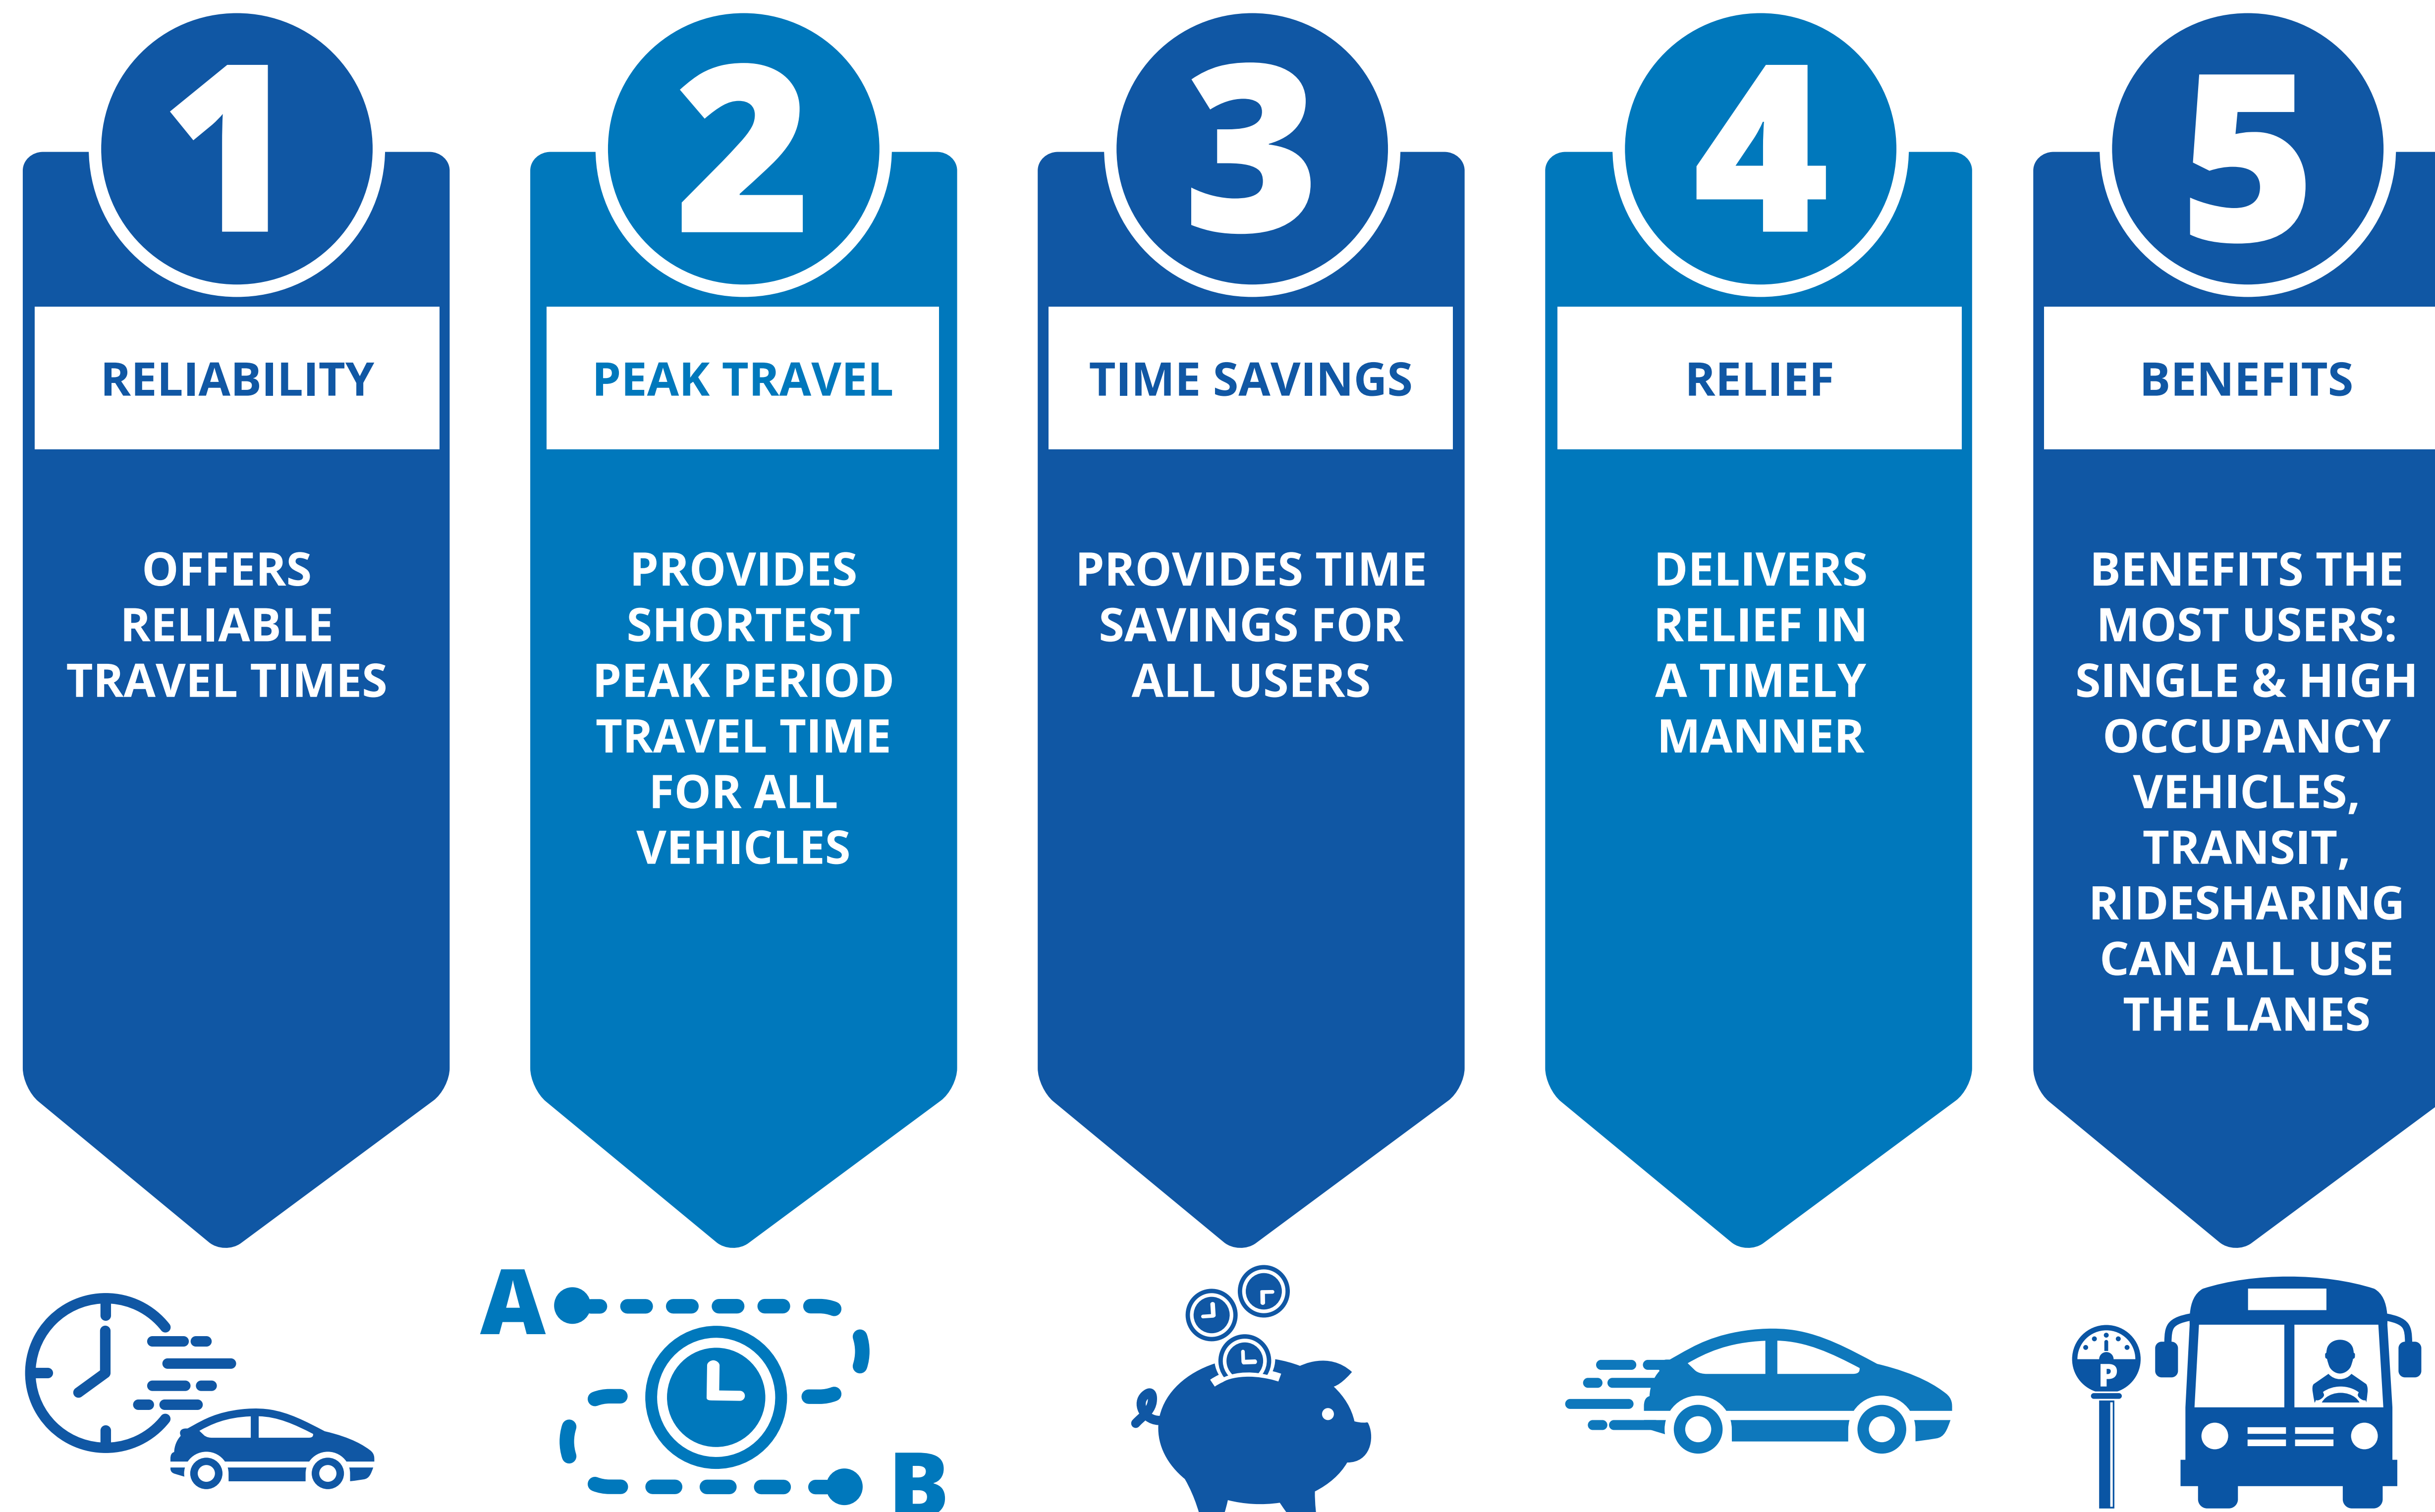 1
RELIABILITY
OFFERS
RELIABLE
TRAVEL TIMES
2
PEAK TRAVEL
PROVIDES
SHORTEST
PEAK PERIOD
TRAVEL TIME
FOR ALL
VEHICLES
A
B
3
TIME SAVINGS
PROVIDES TIME
SAVINGS FOR
ALL USERS
4
RELIEF
DELIVERS
RELIEF IN
A TIMELY
MANNER
5
BENEFITS
BENEFITS THE
MOST USERS:
SINGLE & HIGH
OCCUPANCY
VEHICLES,
TRANSIT,
RIDESHARING
CAN ALL USE
THE LANES
P